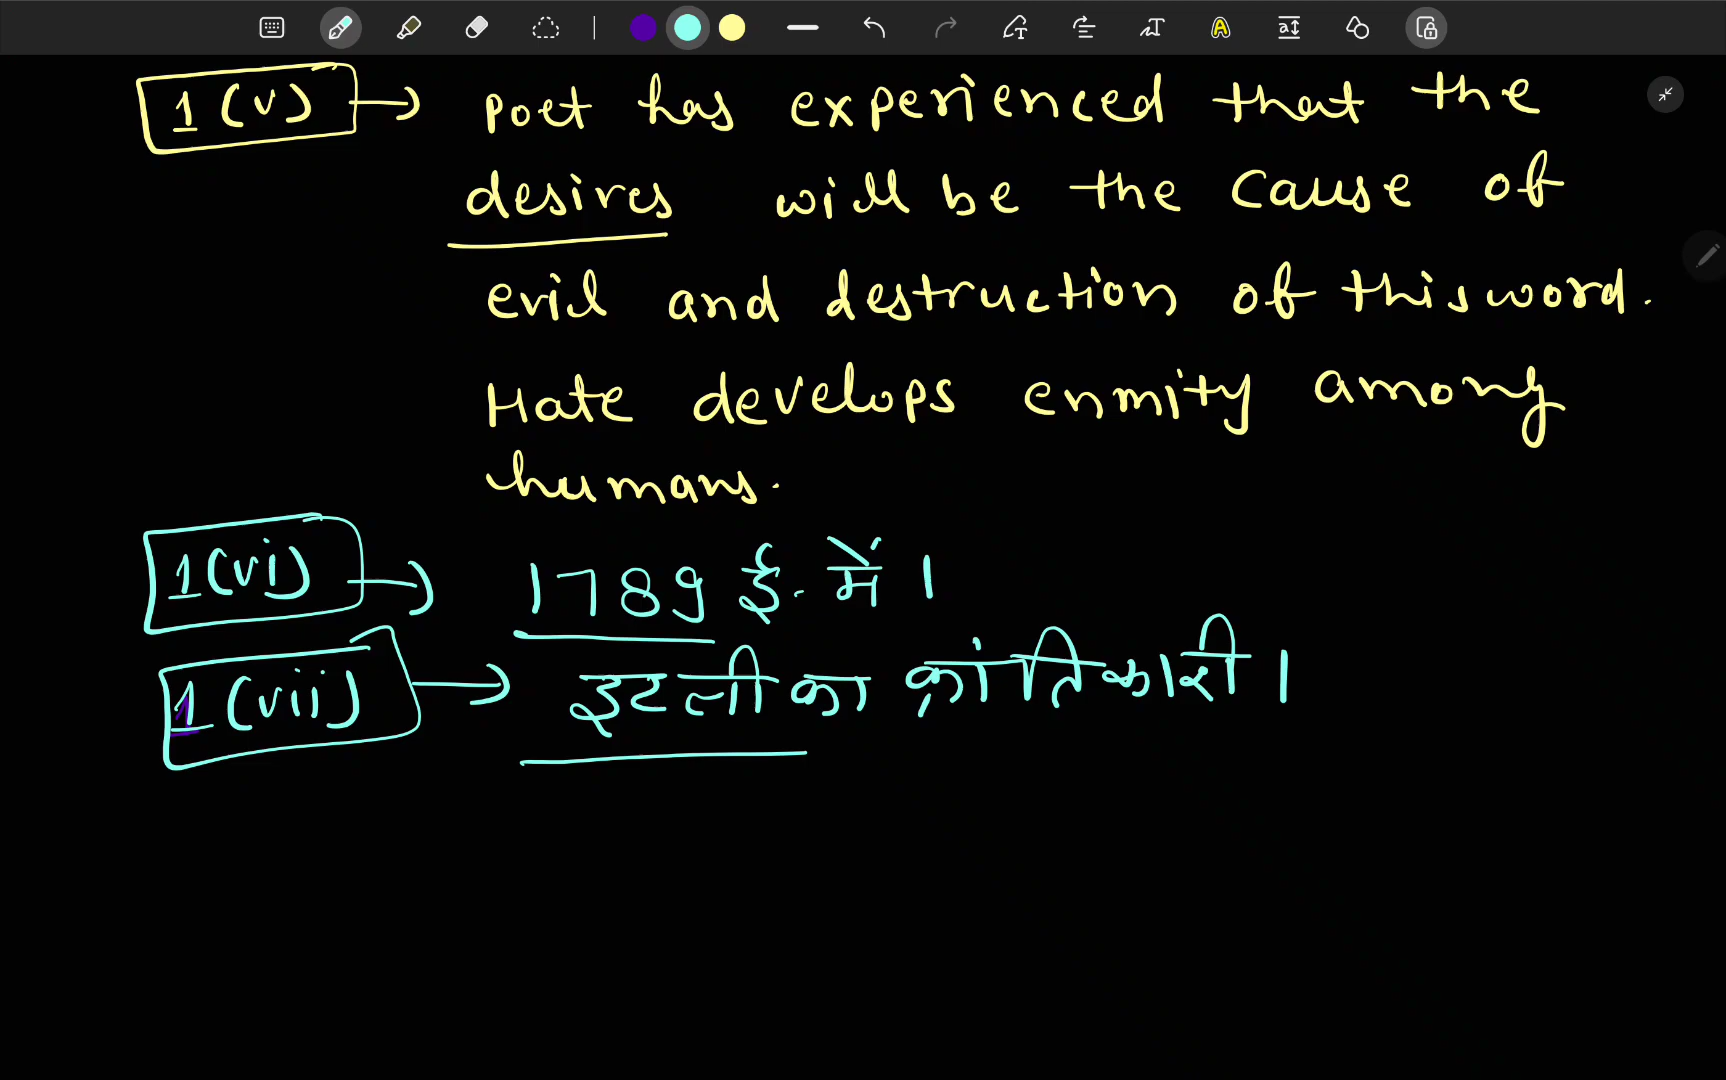 1 (v) → poet has experienced that the
desires will be the cause of
evil and destruction of this word.
Hate develops enmity among
humans.
1(vi) → 1789 ई. में ।
1(vii) → इटली का क्रांतिकारी ।